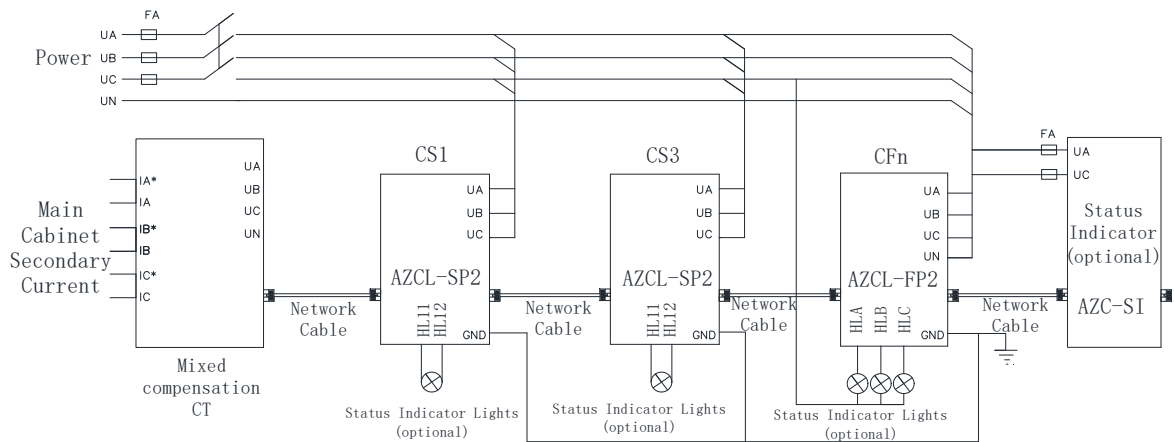 FA
UA
Power
UB
UC
UN
FA
CS1
CS3
CFn
UA
UC
Status
Indicator
(optional)
AZC-SI
UA
UB
UC
UN
IA*
IA
IB*
IB
IC*
IC
Main
Cabinet
Secondary
Current
Mixed
compensation
CT
Network
Cable
UA
UB
UC
AZCL-SP2
HL11
HL12
GND
Status Indicator Lights
(optional)
Network
Cable
UA
UB
UC
AZCL-SP2
HL11
HL12
GND
Status Indicator Lights
(optional)
Network
Cable
UA
UB
UC
UN
AZCL-FP2
HLA
HLB
HLC
GND
Status Indicator Lights
(optional)
Network
Cable